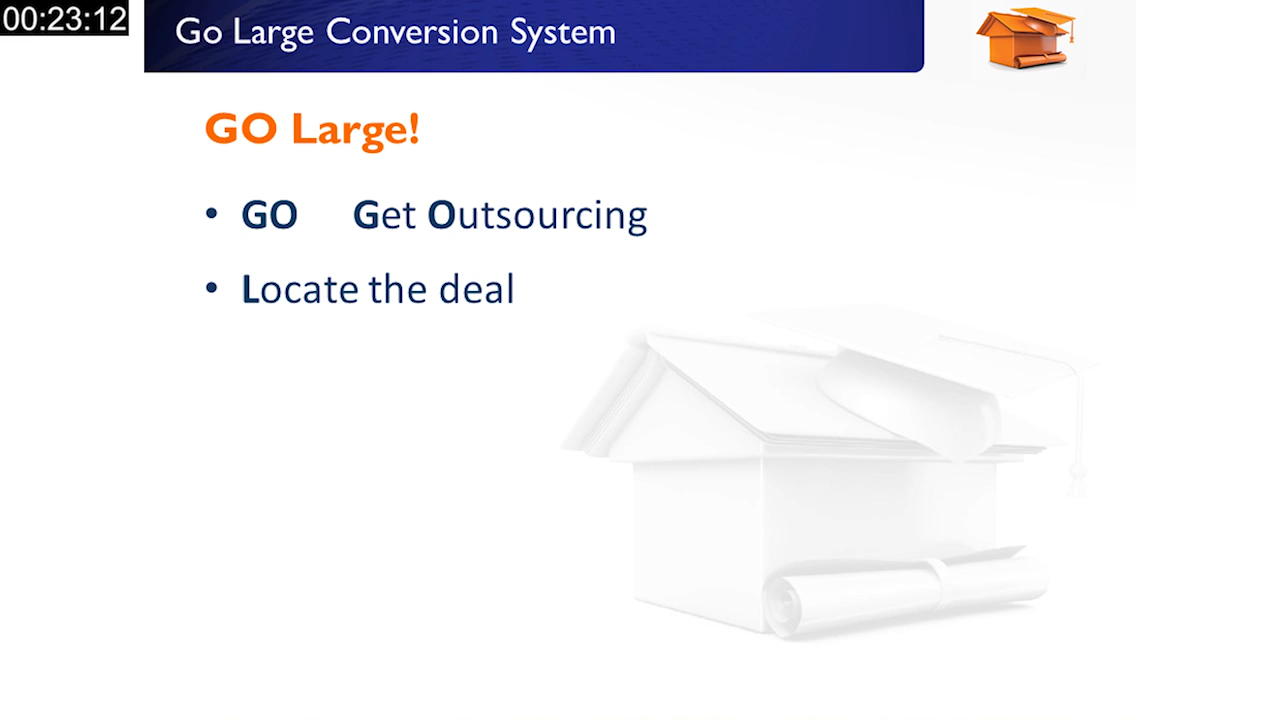 00:23:12
Go Large Conversion System
GO Large!
• GO Get Outsourcing
• Locate the deal